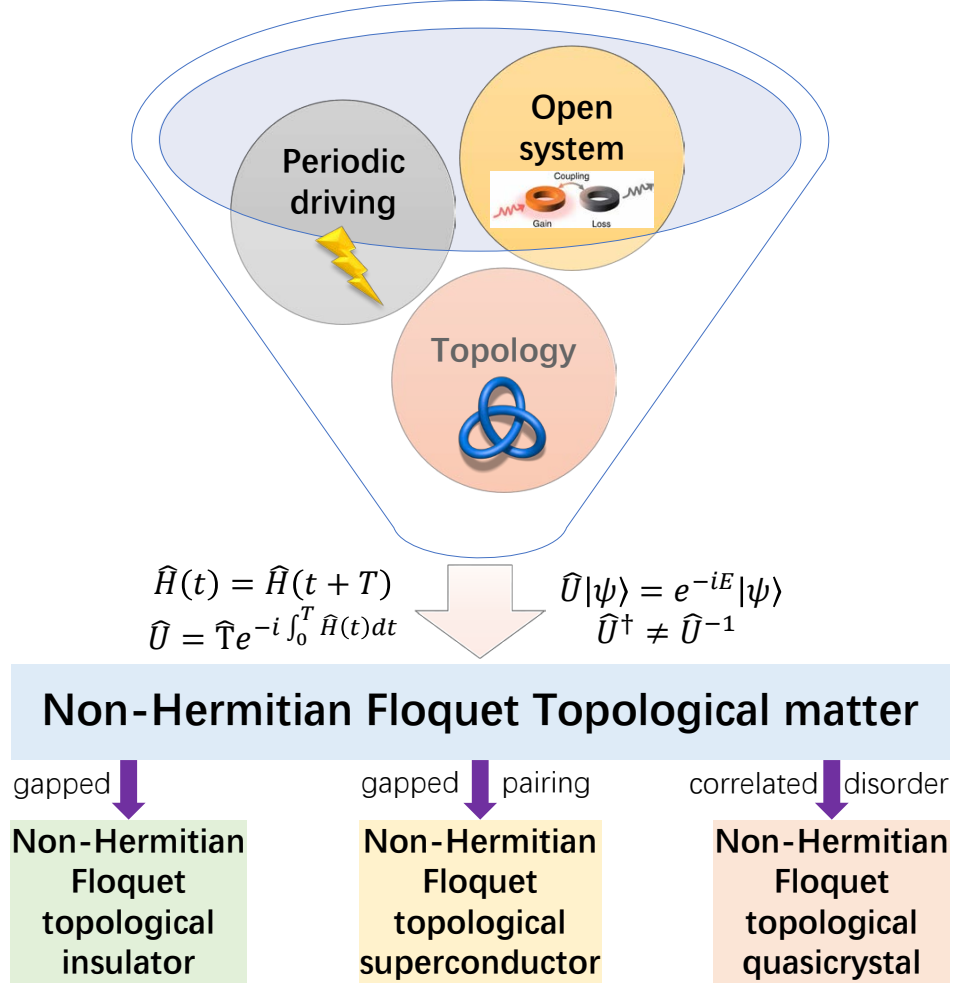 Open
system
Coupling
Gain
Loss
Periodic
driving
Topology
Ĥ(t) = Ĥ(t + T)
Û = T̂e^{-i ∫_0^T Ĥ(t)dt}
Û|ψ⟩ = e^{-iE}|ψ⟩
Û† ≠ Û^{-1}
Non-Hermitian Floquet Topological matter
gapped
gapped pairing
correlated disorder
Non-Hermitian
Floquet
topological
insulator
Non-Hermitian
Floquet
topological
superconductor
Non-Hermitian
Floquet
topological
quasicrystal